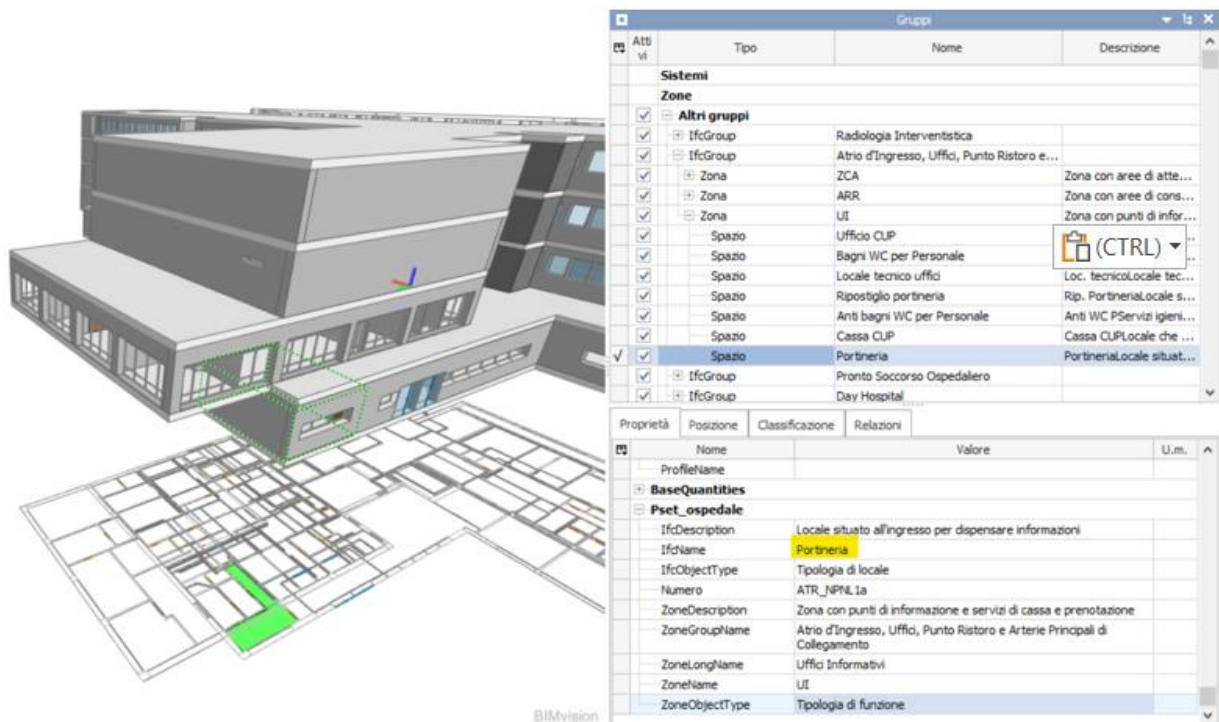 Gruppi
Atti vi Tipo Nome Descrizione
Sistemi
Zone
Altri gruppi
IfcGroup Radiologia Interventistica
IfcGroup Atrio d'Ingresso, Uffici, Punto Ristoro e...
Zona ZCA Zona con aree di atte...
Zona ARR Zona con aree di cons...
Zona UI Zona con punti di infor...
Spazio Ufficio CUP
Spazio Bagni WC per Personale
(CTRL)
Spazio Locale tecnico uffici Loc. tecnicoLocale tec...
Spazio Ripostiglio portineria Rip. PortineriaLocale s...
Spazio Anti bagni WC per Personale Anti WC PServizi igieni...
Spazio Cassa CUP Cassa CUPLocale che ...
Spazio Portineria PortineriaLocale situat...
IfcGroup Pronto Soccorso Ospedaliero
IfcGroup Day Hospital
Proprietà Posizione Classificazione Relazioni
Nome Valore U.m.
ProfileName
BaseQuantities
Pset_ospedale
IfcDescription Locale situato all'ingresso per dispensare informazioni
IfcName Portineria
IfcObjectType Tipologia di locale
Numero ATR_NPNL1a
ZoneDescription Zona con punti di informazione e servizi di cassa e prenotazione
ZoneGroupName Atrio d'Ingresso, Uffici, Punto Ristoro e Arterie Principali di
Collegamento
ZoneLongName Uffici Informativi
ZoneName UI
ZoneObjectType Tipologia di funzione
BIMvision